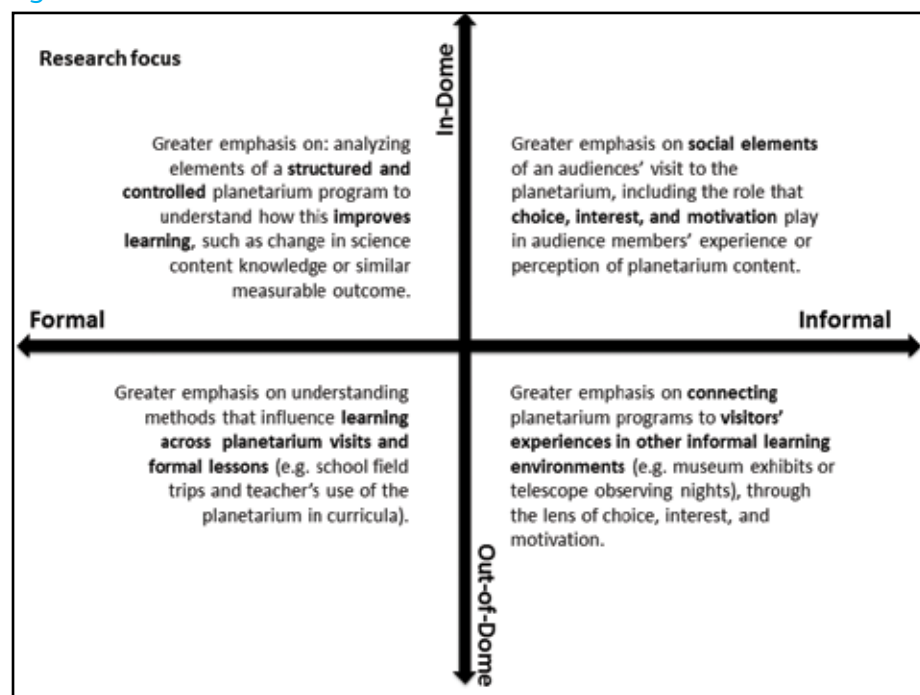 Research focus
In-Dome
Greater emphasis on: analyzing
elements of a structured and
controlled planetarium program to
understand how this improves
learning, such as change in science
content knowledge or similar
measurable outcome.
Greater emphasis on social elements
of an audiences' visit to the
planetarium, including the role that
choice, interest, and motivation play
in audience members' experience or
perception of planetarium content.
Formal
Informal
Greater emphasis on understanding
methods that influence learning
across planetarium visits and
formal lessons (e.g. school field
trips and teacher's use of the
planetarium in curricula).
Greater emphasis on connecting
planetarium programs to visitors'
experiences in other informal learning
environments (e.g. museum exhibits or
telescope observing nights), through
the lens of choice, interest, and
motivation.
Out-of-Dome